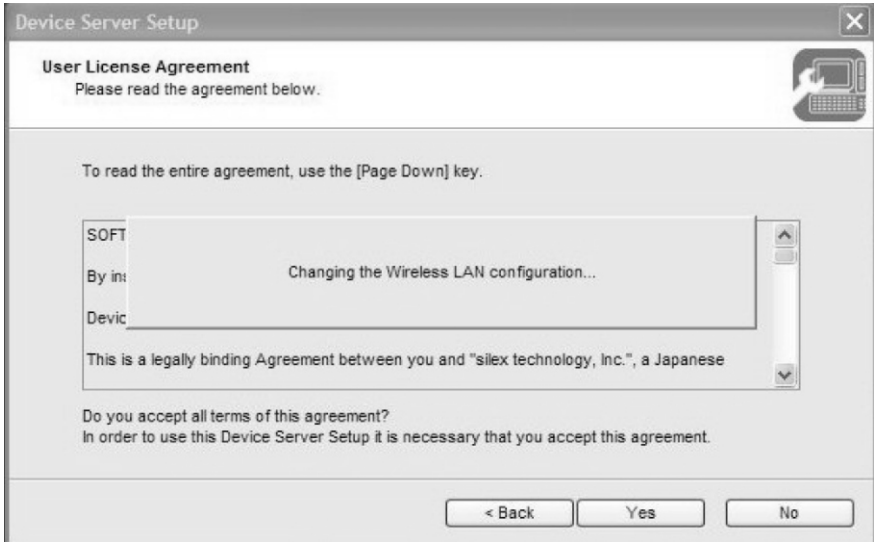 Device Server Setup
User License Agreement
Please read the agreement below.
To read the entire agreement, use the [Page Down] key.
SOFT
By ins
Changing the Wireless LAN configuration...
Devic
This is a legally binding Agreement between you and "silex technology, Inc.", a Japanese
Do you accept all terms of this agreement?
In order to use this Device Server Setup it is necessary that you accept this agreement.
< Back
Yes
No